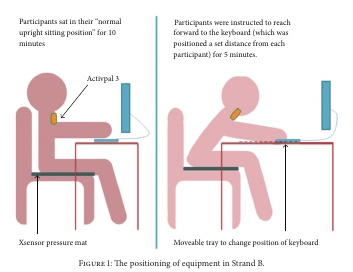 Participants sat in their "normal
upright sitting position" for 10
minutes
Participants were instructed to reach
forward to the keyboard (which was
positioned a set distance from each
participant) for 5 minutes.
Activpal 3
Xsensor pressure mat
Moveable tray to change position of keyboard
FIGURE 1: The positioning of equipment in Strand B.